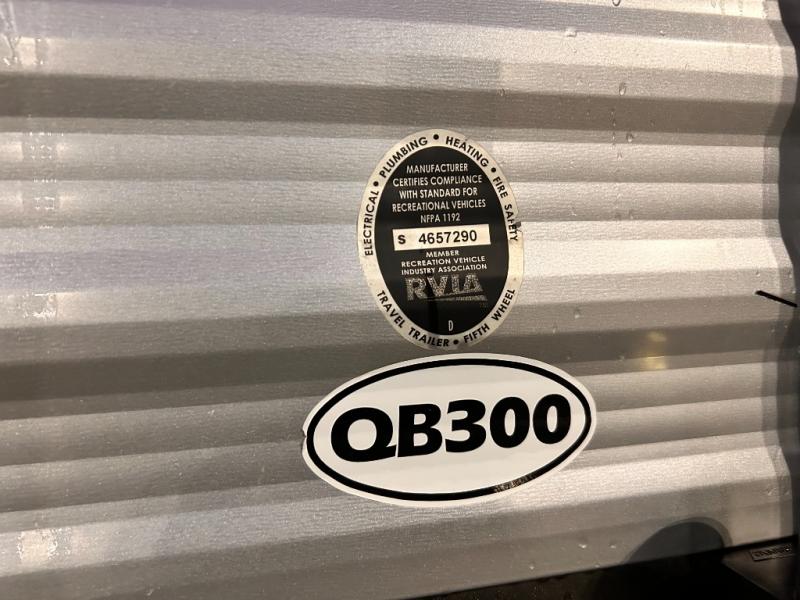 ELECTRICAL • PLUMBING • HEATING • FIRE SAFETY
MANUFACTURER
CERTIFIES COMPLIANCE
WITH STANDARD FOR
RECREATIONAL VEHICLES
NFPA 1192
S 4657290
MEMBER
RECREATION VEHICLE
INDUSTRY ASSOCIATION
RVIA
D
TRAVEL TRAILER • FIFTH WHEEL
QB300